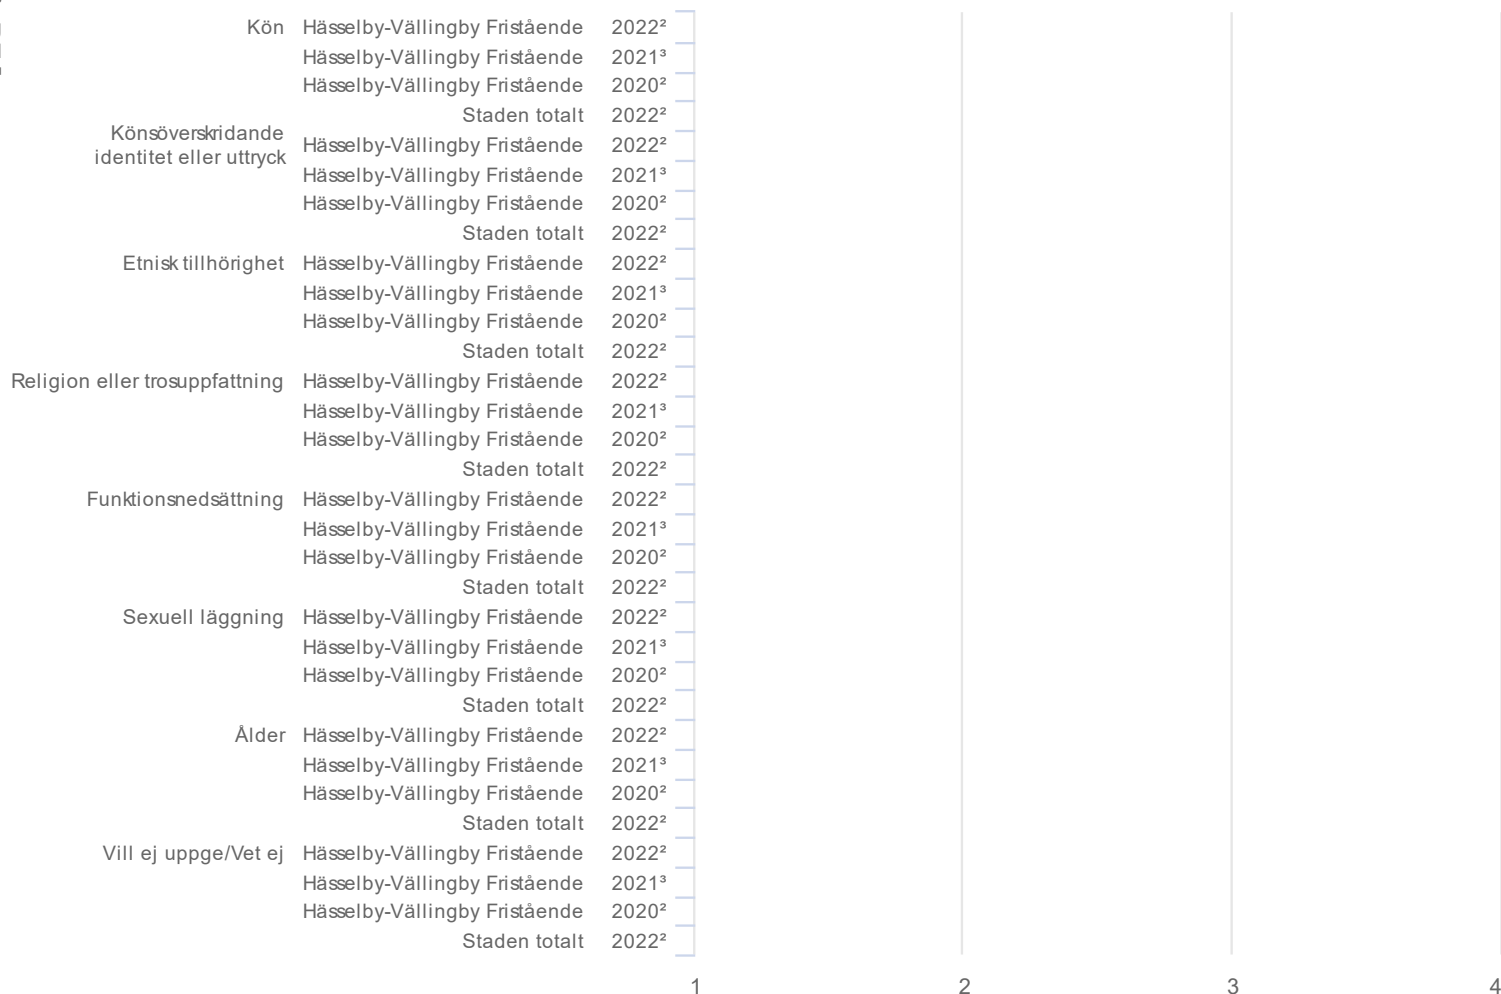 Kön Hässelby-Vällingby Fristående 2022²
Hässelby-Vällingby Fristående 2021³
Hässelby-Vällingby Fristående 2020²
Staden totalt 2022²
Könsöverskridande
identitet eller uttryck Hässelby-Vällingby Fristående 2022²
Hässelby-Vällingby Fristående 2021³
Hässelby-Vällingby Fristående 2020²
Staden totalt 2022²
Etnisk tillhörighet Hässelby-Vällingby Fristående 2022²
Hässelby-Vällingby Fristående 2021³
Hässelby-Vällingby Fristående 2020²
Staden totalt 2022²
Religion eller trosuppfattning Hässelby-Vällingby Fristående 2022²
Hässelby-Vällingby Fristående 2021³
Hässelby-Vällingby Fristående 2020²
Staden totalt 2022²
Funktionsnedsättning Hässelby-Vällingby Fristående 2022²
Hässelby-Vällingby Fristående 2021³
Hässelby-Vällingby Fristående 2020²
Staden totalt 2022²
Sexuell läggning Hässelby-Vällingby Fristående 2022²
Hässelby-Vällingby Fristående 2021³
Hässelby-Vällingby Fristående 2020²
Staden totalt 2022²
Ålder Hässelby-Vällingby Fristående 2022²
Hässelby-Vällingby Fristående 2021³
Hässelby-Vällingby Fristående 2020²
Staden totalt 2022²
Vill ej uppge/Vet ej Hässelby-Vällingby Fristående 2022²
Hässelby-Vällingby Fristående 2021³
Hässelby-Vällingby Fristående 2020²
Staden totalt 2022²
1 2 3 4